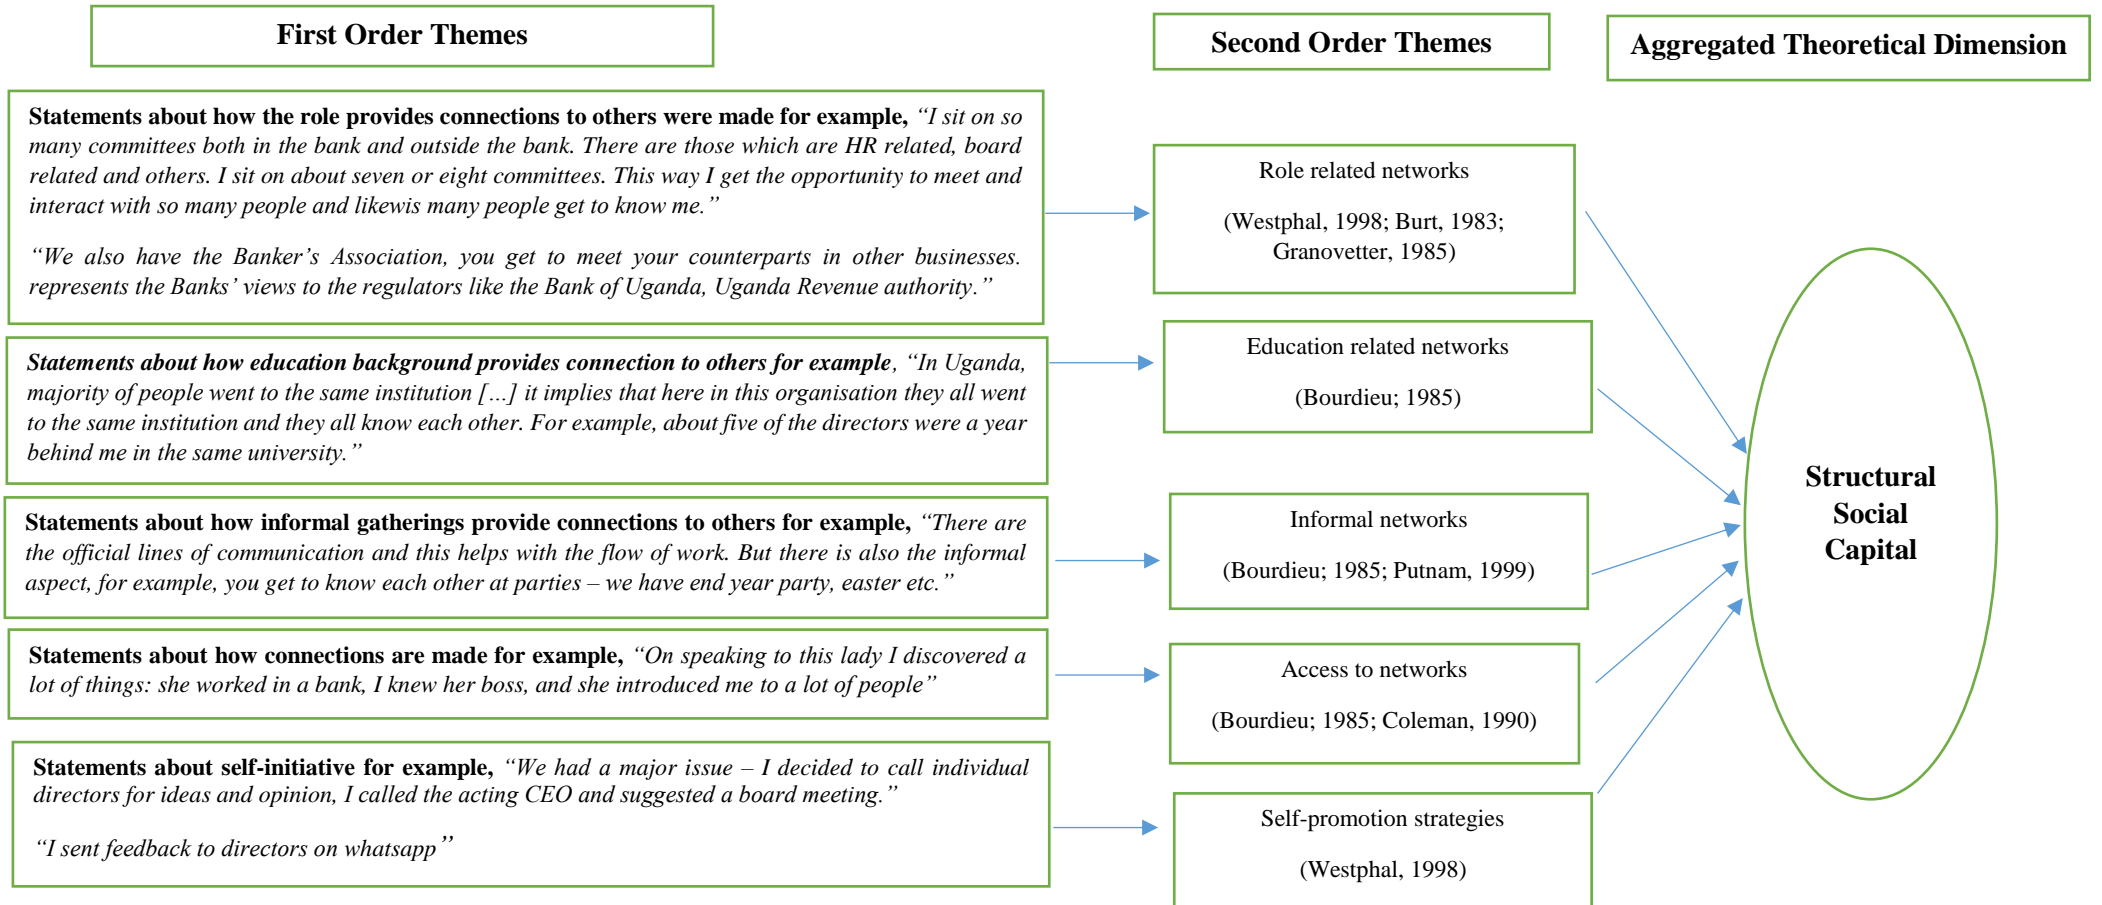 First Order Themes
Second Order Themes
Aggregated Theoretical Dimension
Statements about how the role provides connections to others were made for example, “I sit on so
many committees both in the bank and outside the bank. There are those which are HR related, board
related and others. I sit on about seven or eight committees. This way I get the opportunity to meet and
interact with so many people and likewis many people get to know me.”
“We also have the Banker’s Association, you get to meet your counterparts in other businesses.
represents the Banks’ views to the regulators like the Bank of Uganda, Uganda Revenue authority.”
Role related networks
(Westphal, 1998; Burt, 1983;
Granovetter, 1985)
Statements about how education background provides connection to others for example, “In Uganda,
majority of people went to the same institution […] it implies that here in this organisation they all went
to the same institution and they all know each other. For example, about five of the directors were a year
behind me in the same university.”
Education related networks
(Bourdieu; 1985)
Statements about how informal gatherings provide connections to others for example, “There are
the official lines of communication and this helps with the flow of work. But there is also the informal
aspect, for example, you get to know each other at parties – we have end year party, easter etc.”
Informal networks
(Bourdieu; 1985; Putnam, 1999)
Statements about how connections are made for example, “On speaking to this lady I discovered a
lot of things: she worked in a bank, I knew her boss, and she introduced me to a lot of people”
Access to networks
(Bourdieu; 1985; Coleman, 1990)
Statements about self-initiative for example, “We had a major issue – I decided to call individual
directors for ideas and opinion, I called the acting CEO and suggested a board meeting.”
“I sent feedback to directors on whatsapp”
Self-promotion strategies
(Westphal, 1998)
Structural
Social
Capital